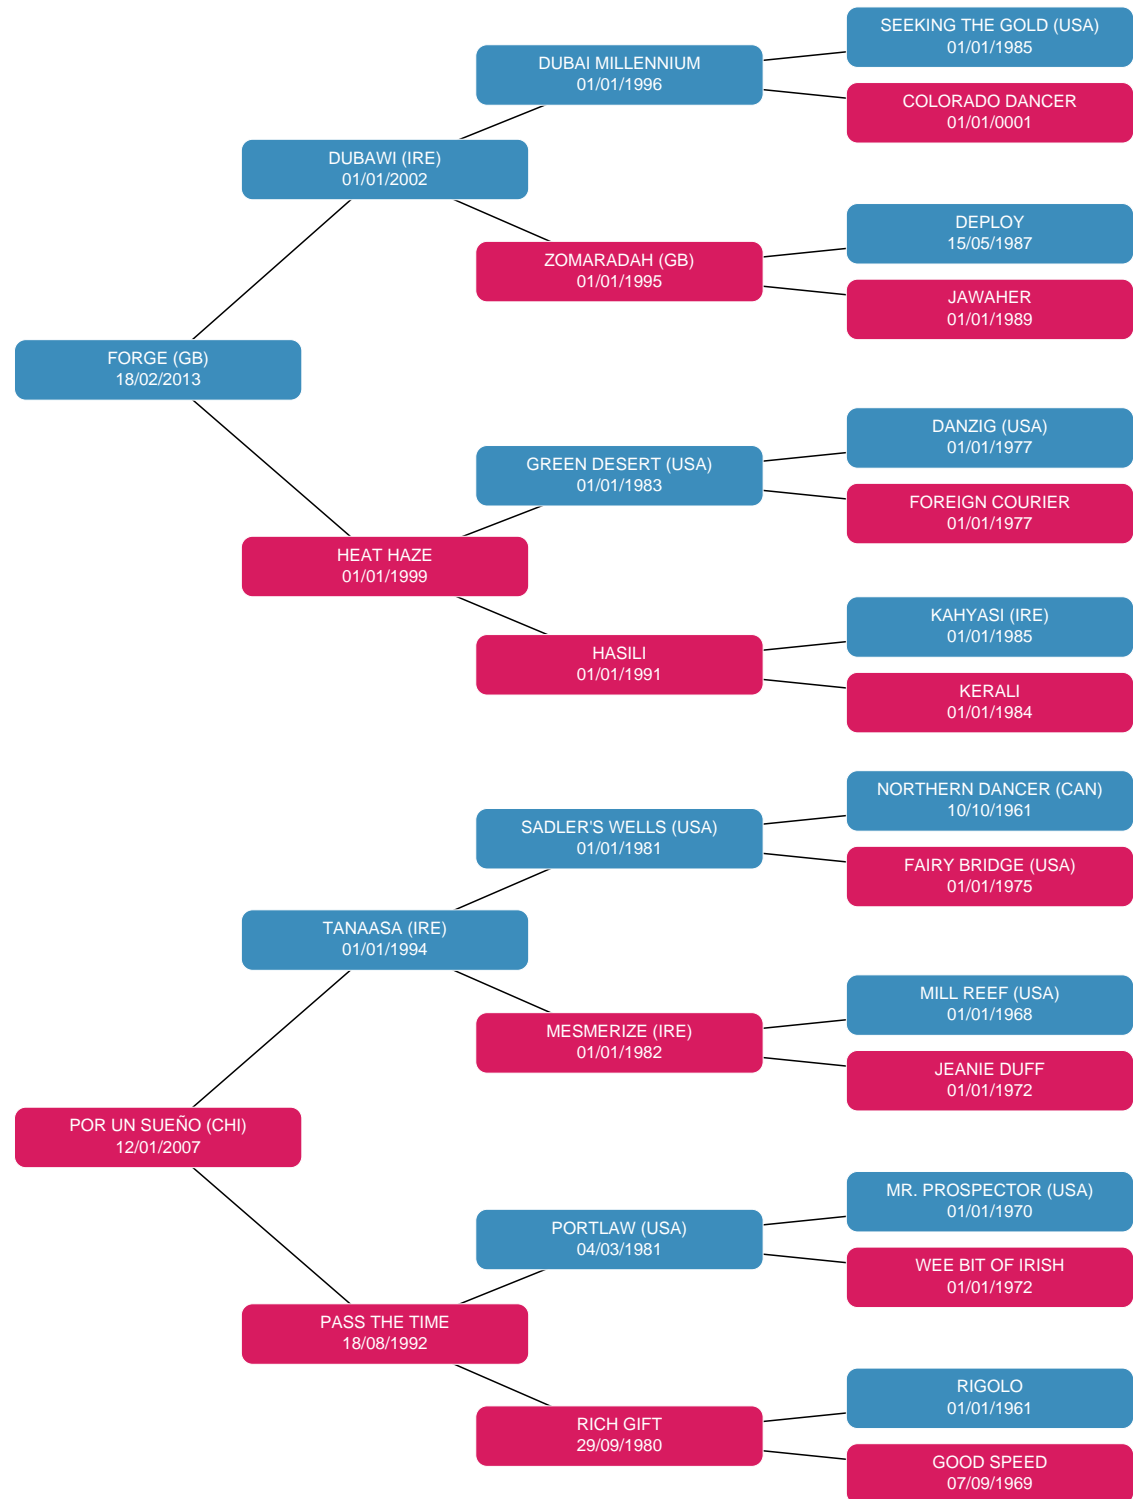 SEEKING THE GOLD (USA)
01/01/1985
DUBAI MILLENNIUM
01/01/1996
COLORADO DANCER
01/01/0001
DUBAWI (IRE)
01/01/2002
DEPLOY
15/05/1987
ZOMARADAH (GB)
01/01/1995
JAWAHER
01/01/1989
FORGE (GB)
18/02/2013
DANZIG (USA)
01/01/1977
GREEN DESERT (USA)
01/01/1983
FOREIGN COURIER
01/01/1977
HEAT HAZE
01/01/1999
KAHYASI (IRE)
01/01/1985
HASILI
01/01/1991
KERALI
01/01/1984
NORTHERN DANCER (CAN)
10/10/1961
SADLER'S WELLS (USA)
01/01/1981
FAIRY BRIDGE (USA)
01/01/1975
TANAASA (IRE)
01/01/1994
MILL REEF (USA)
01/01/1968
MESMERIZE (IRE)
01/01/1982
JEANIE DUFF
01/01/1972
POR UN SUEÑO (CHI)
12/01/2007
MR. PROSPECTOR (USA)
01/01/1970
PORTLAW (USA)
04/03/1981
WEE BIT OF IRISH
01/01/1972
PASS THE TIME
18/08/1992
RIGOLO
01/01/1961
RICH GIFT
29/09/1980
GOOD SPEED
07/09/1969